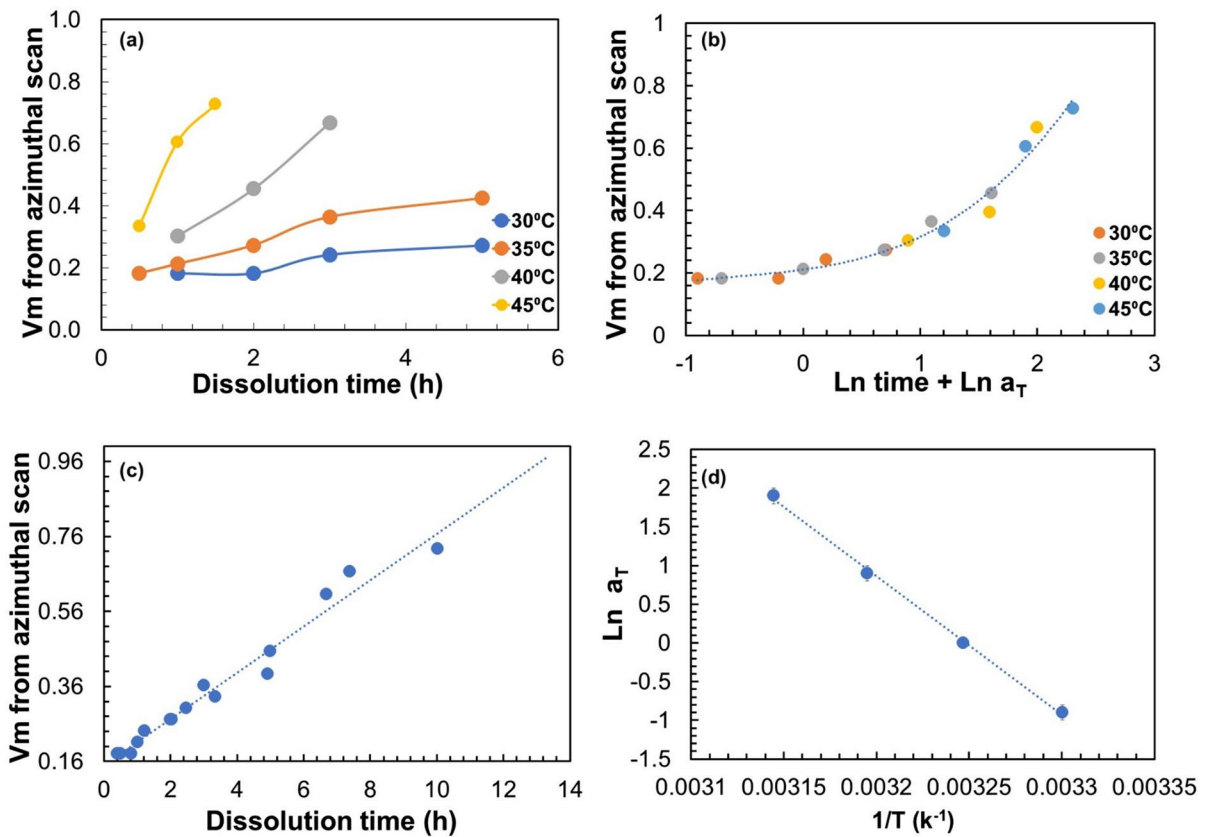 (a)
Vm from azimuthal scan
1.0
0.8
0.6
0.4
0.2
0.0
0 2 4 6
Dissolution time (h)
30ºC
35ºC
40ºC
45ºC
(b)
Vm from azimuthal scan
1
0.8
0.6
0.4
0.2
0
-1 0 1 2 3
Ln time + Ln aT
30ºC
35ºC
40ºC
45ºC
(c)
Vm from azimuthal scan
0.96
0.76
0.56
0.36
0.16
0 2 4 6 8 10 12 14
Dissolution time (h)
(d)
Ln aT
2.5
2
1.5
1
0.5
0
-0.5
-1
-1.5
0.0031 0.00315 0.0032 0.00325 0.0033 0.00335
1/T (k-1)